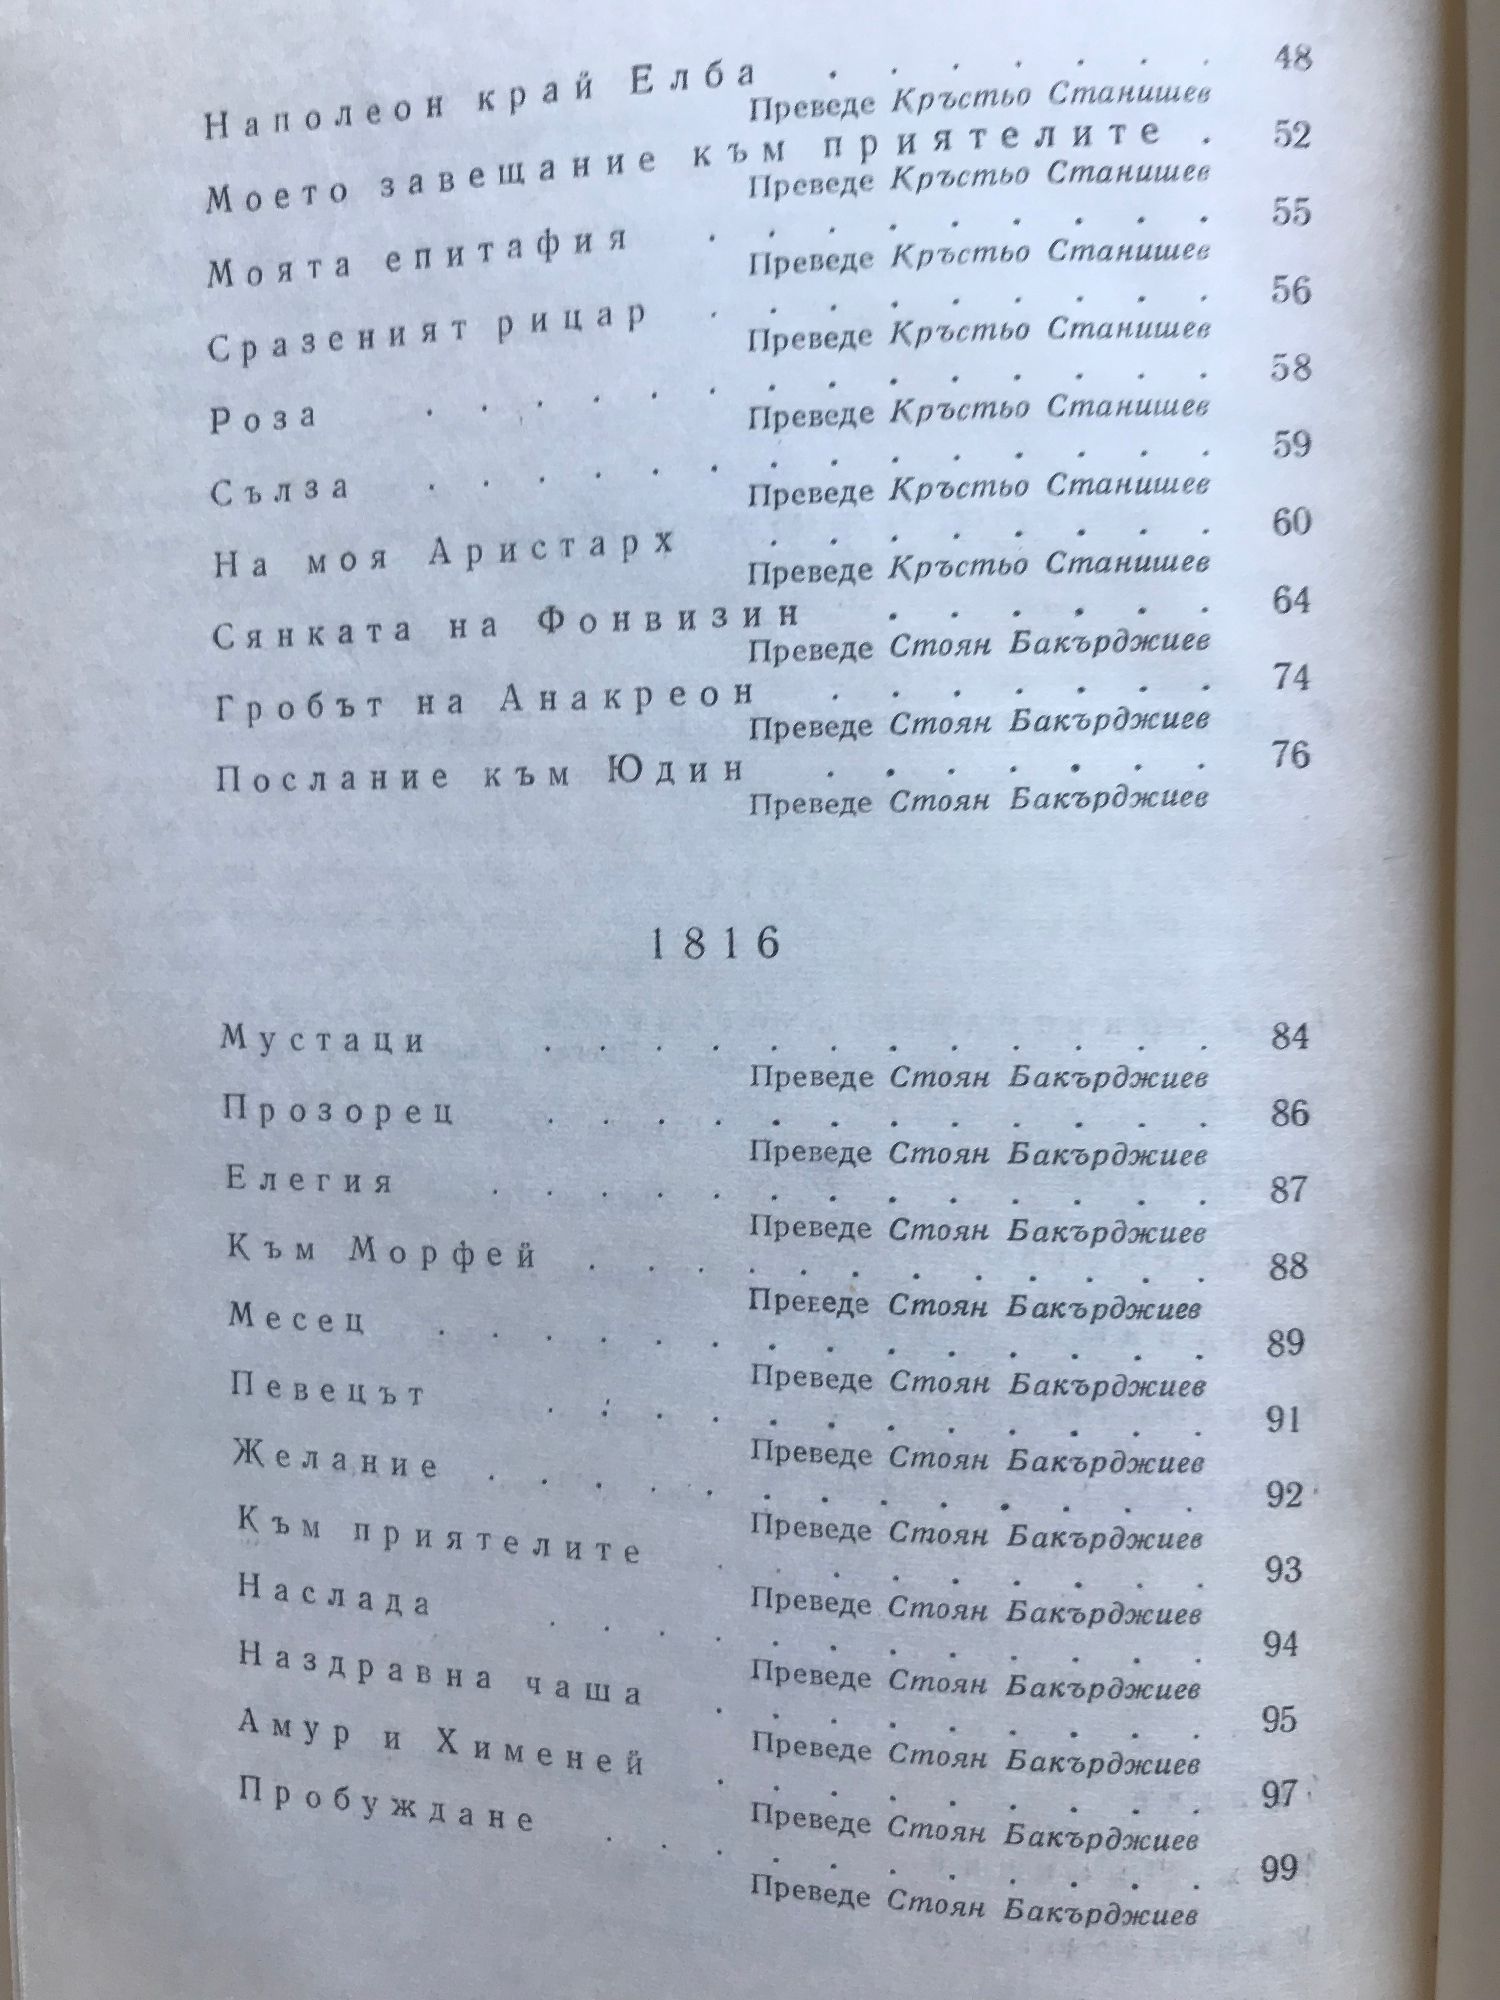 Наполеон край Елба . . . . . . . 48
Преведе Кръстьо Станишев
Моето завещание към приятелите . 52
Преведе Кръстьо Станишев
Моята епитафия . . . . . . . . . 55
Преведе Кръстьо Станишев
Сразеният рицар . . . . . . . . . 56
Преведе Кръстьо Станишев
Роза . . . . . . . . . . . . . . 58
Преведе Кръстьо Станишев
Сълза . . . . . . . . . . . . . . 59
Преведе Кръстьо Станишев
На моя Аристарх . . . . . . . . 60
Преведе Кръстьо Станишев
Сянката на Фонвизин . . . . . . 64
Преведе Стоян Бакърджиев
Гробът на Анакреон . . . . . . . 74
Преведе Стоян Бакърджиев
Послание към Юдин . . . . . . . 76
Преведе Стоян Бакърджиев
1816
Мустаци . . . . . . . . . . . . 84
Преведе Стоян Бакърджиев
Прозорец . . . . . . . . . . . . 86
Преведе Стоян Бакърджиев
Елегия . . . . . . . . . . . . . 87
Преведе Стоян Бакърджиев
Към Морфей . . . . . . . . . . . 88
Преведе Стоян Бакърджиев
Месец . . . . . . . . . . . . . . 89
Преведе Стоян Бакърджиев
Певецът . . . . . . . . . . . . 91
Преведе Стоян Бакърджиев
Желание . . . . . . . . . . . . . 92
Преведе Стоян Бакърджиев
Към приятелите . . . . . . . . . 93
Преведе Стоян Бакърджиев
Наслада . . . . . . . . . . . . 94
Преведе Стоян Бакърджиев
Наздравна чаша . . . . . . . . . 95
Преведе Стоян Бакърджиев
Амур и Хименей . . . . . . . . . 97
Преведе Стоян Бакърджиев
Пробуждане . . . . . . . . . . . 99
Преведе Стоян Бакърджиев